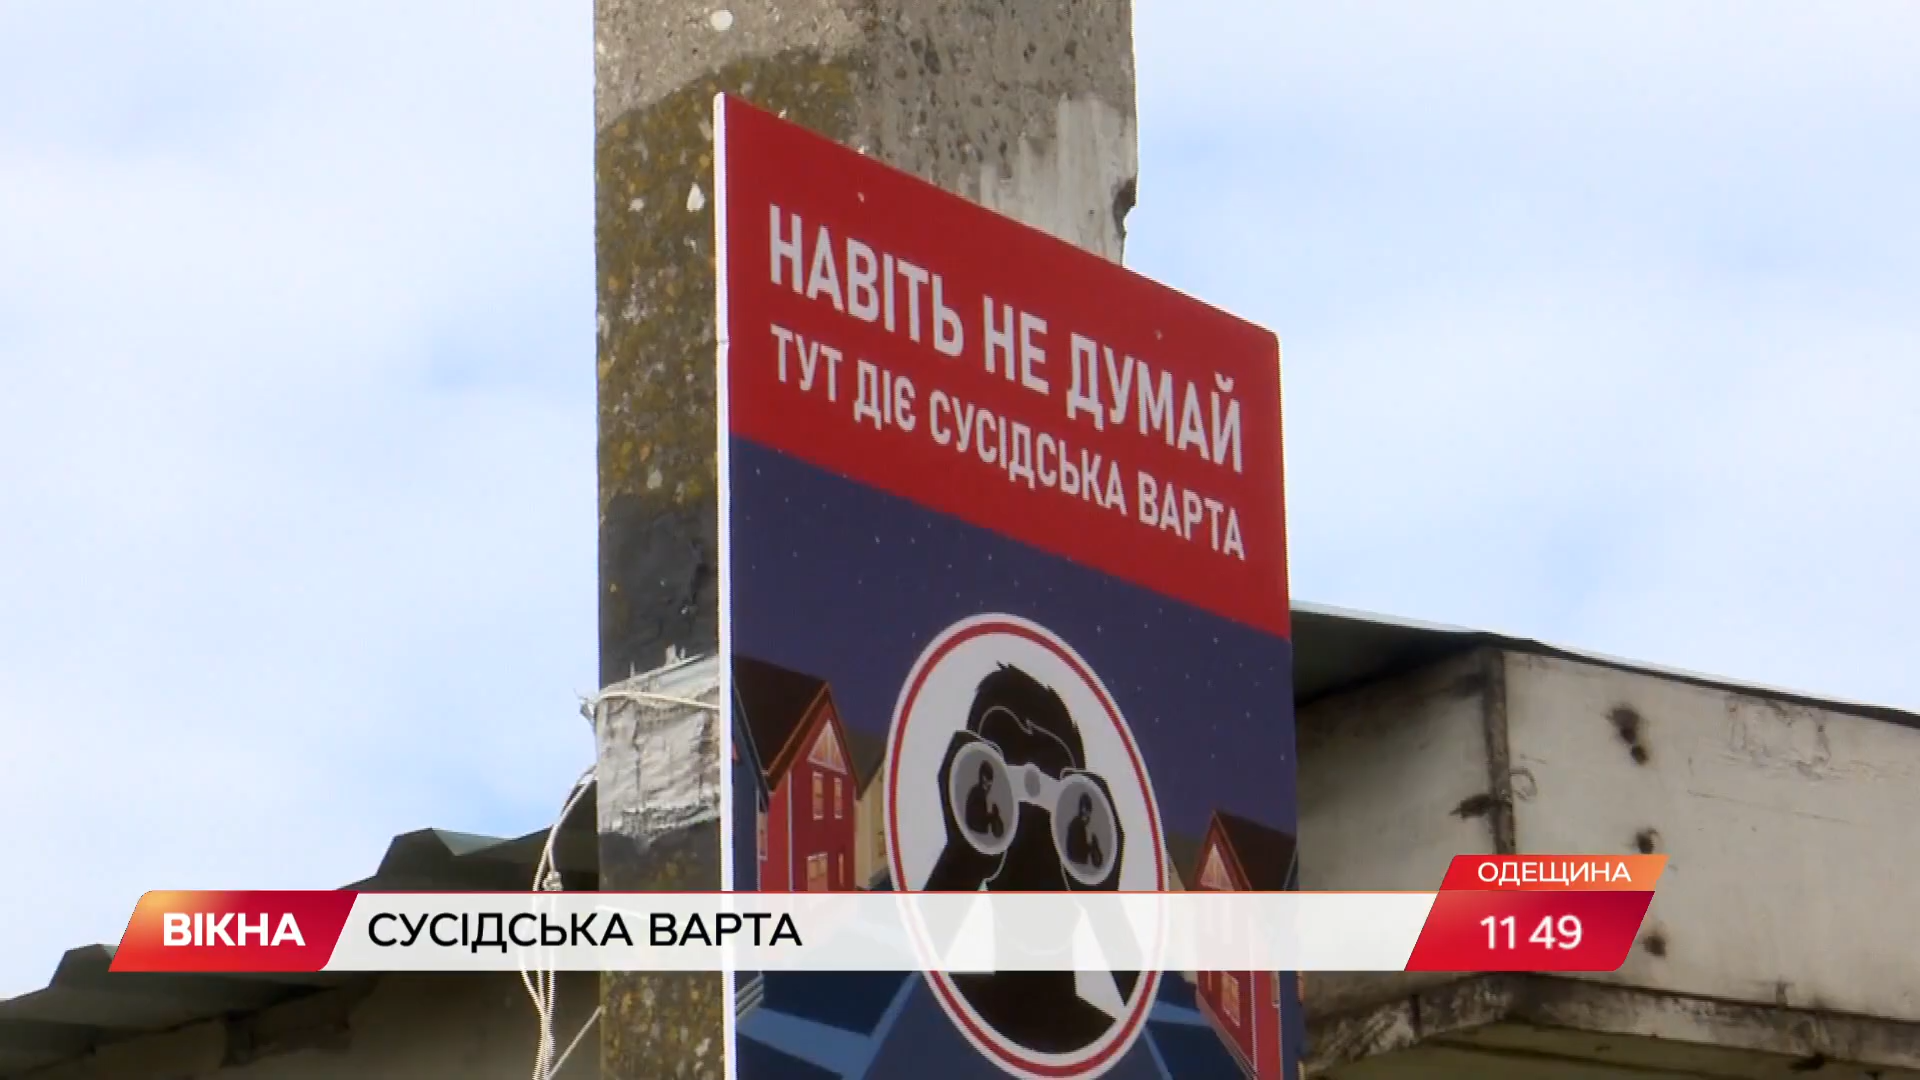 НАВІТЬ НЕ ДУМАЙ
ТУТ ДІЄ СУСІДСЬКА ВАРТА
ОДЕЩИНА
ВІКНА СУСІДСЬКА ВАРТА 11 49